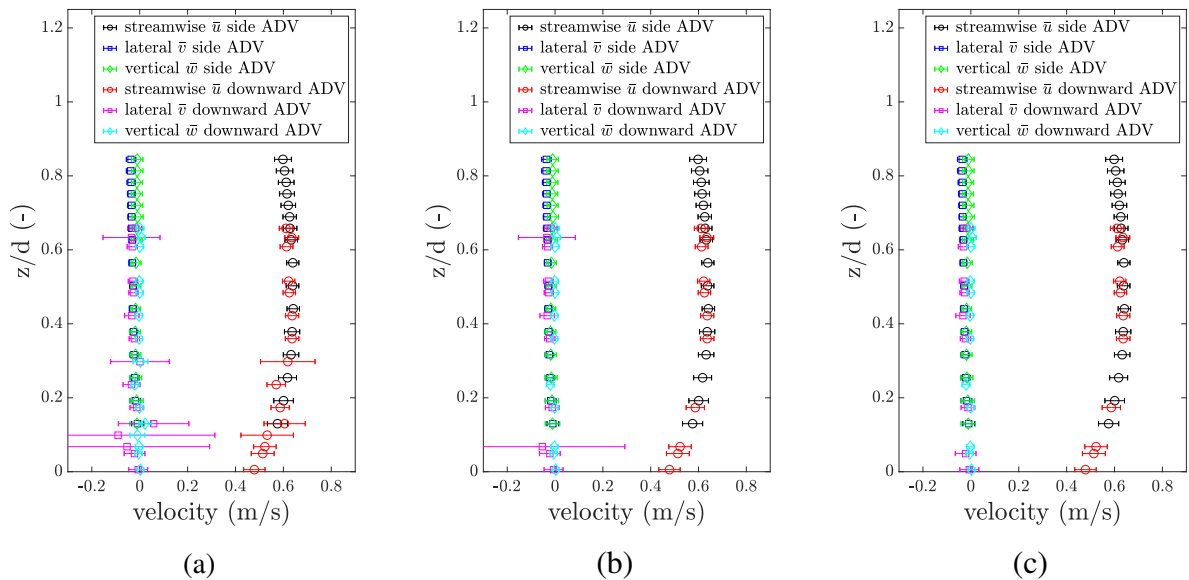 streamwise ū side ADV
lateral v̄ side ADV
vertical w̄ side ADV
streamwise ū downward ADV
lateral v̄ downward ADV
vertical w̄ downward ADV
1.2
1
0.8
0.6
0.4
0.2
0
z/d (-)
-0.2 0 0.2 0.4 0.6 0.8
velocity (m/s)
(a)
streamwise ū side ADV
lateral v̄ side ADV
vertical w̄ side ADV
streamwise ū downward ADV
lateral v̄ downward ADV
vertical w̄ downward ADV
1.2
1
0.8
0.6
0.4
0.2
0
z/d (-)
-0.2 0 0.2 0.4 0.6 0.8
velocity (m/s)
(b)
streamwise ū side ADV
lateral v̄ side ADV
vertical w̄ side ADV
streamwise ū downward ADV
lateral v̄ downward ADV
vertical w̄ downward ADV
1.2
1
0.8
0.6
0.4
0.2
0
z/d (-)
-0.2 0 0.2 0.4 0.6 0.8
velocity (m/s)
(c)